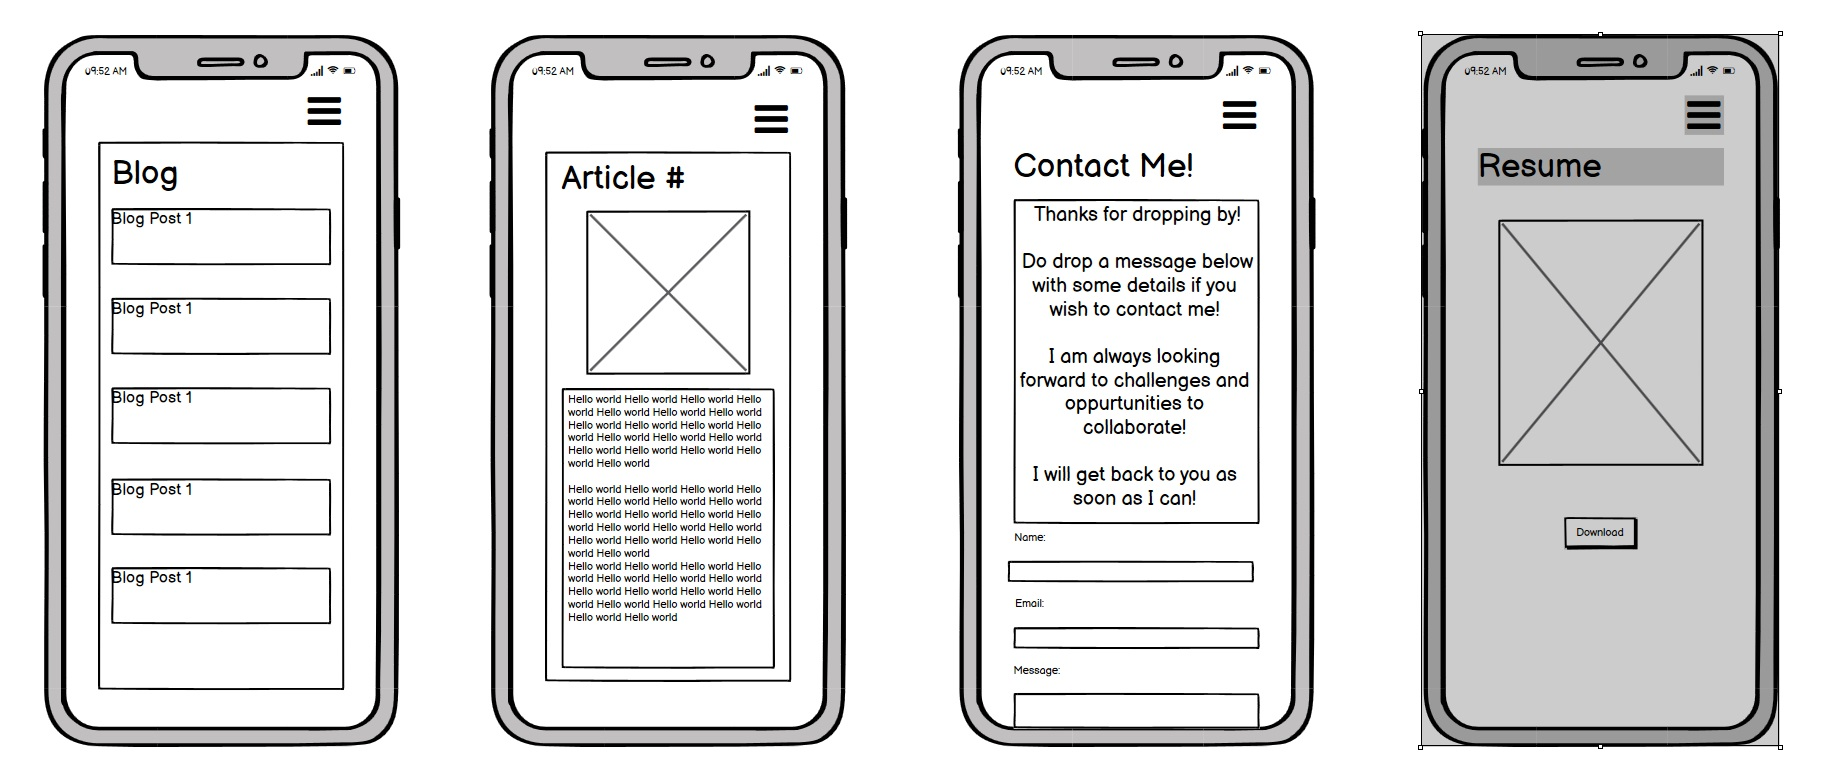 09:52 AM
Blog
Blog Post 1
Blog Post 1
Blog Post 1
Blog Post 1
Blog Post 1
09:52 AM
Article #
Hello world Hello world Hello world Hello
world Hello world Hello world Hello world
Hello world Hello world Hello world Hello
world Hello world Hello world Hello world
Hello world Hello world Hello world Hello
world Hello world
Hello world Hello world Hello world Hello
world Hello world Hello world Hello world
Hello world Hello world Hello world Hello
world Hello world Hello world Hello world
Hello world Hello world Hello world Hello
world Hello world
Hello world Hello world Hello world Hello
world Hello world Hello world Hello world
Hello world Hello world Hello world Hello
world Hello world Hello world Hello world
Hello world Hello world
09:52 AM
Contact Me!
Thanks for dropping by!
Do drop a message below
with some details if you
wish to contact me!
I am always looking
forward to challenges and
oppurtunities to
collaborate!
I will get back to you as
soon as I can!
Name:
Email:
Message:
09:52 AM
Resume
Download